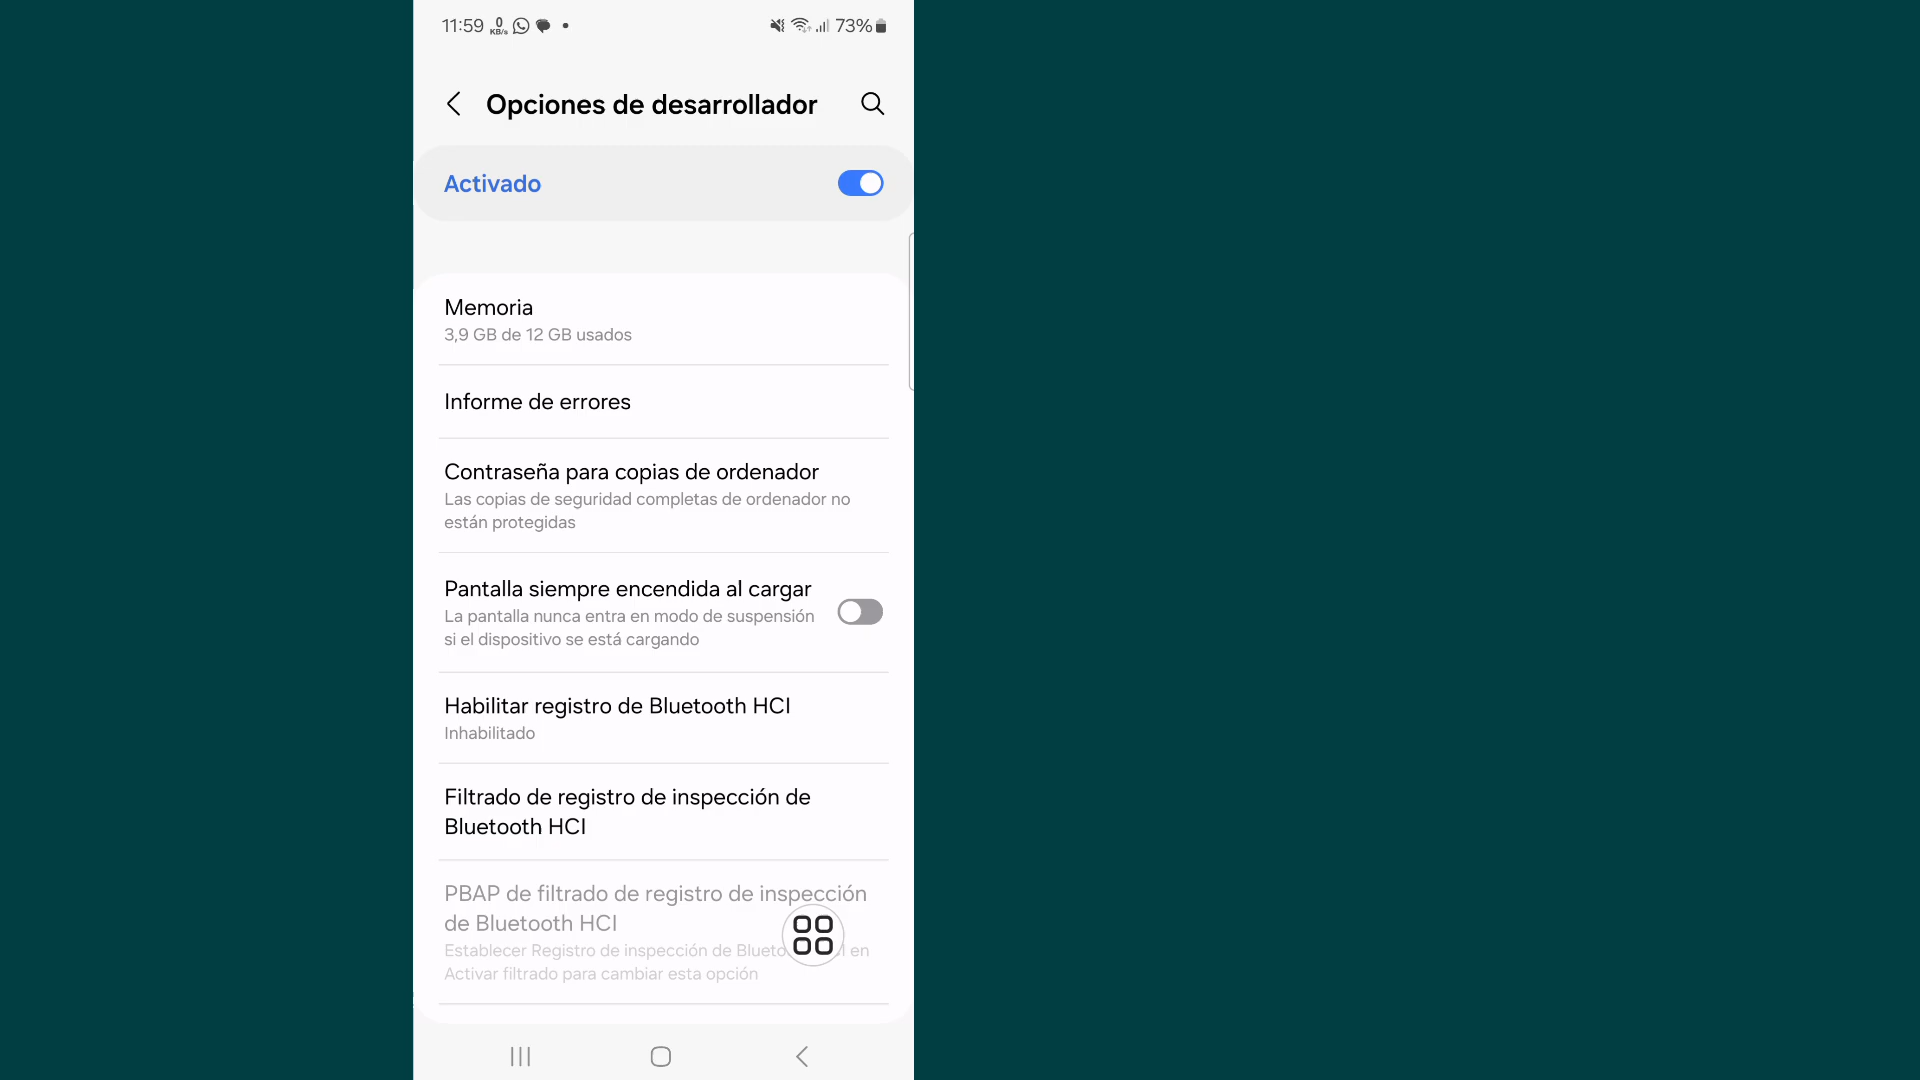 11:59 0 KB/s 73%
Opciones de desarrollador
Activado
Memoria
3,9 GB de 12 GB usados
Informe de errores
Contraseña para copias de ordenador
Las copias de seguridad completas de ordenador no
están protegidas
Pantalla siempre encendida al cargar
La pantalla nunca entra en modo de suspensión
si el dispositivo se está cargando
Habilitar registro de Bluetooth HCI
Inhabilitado
Filtrado de registro de inspección de
Bluetooth HCI
PBAP de filtrado de registro de inspección
de Bluetooth HCI
Establecer Registro de inspección de en
Activar filtrado para cambiar esta opción